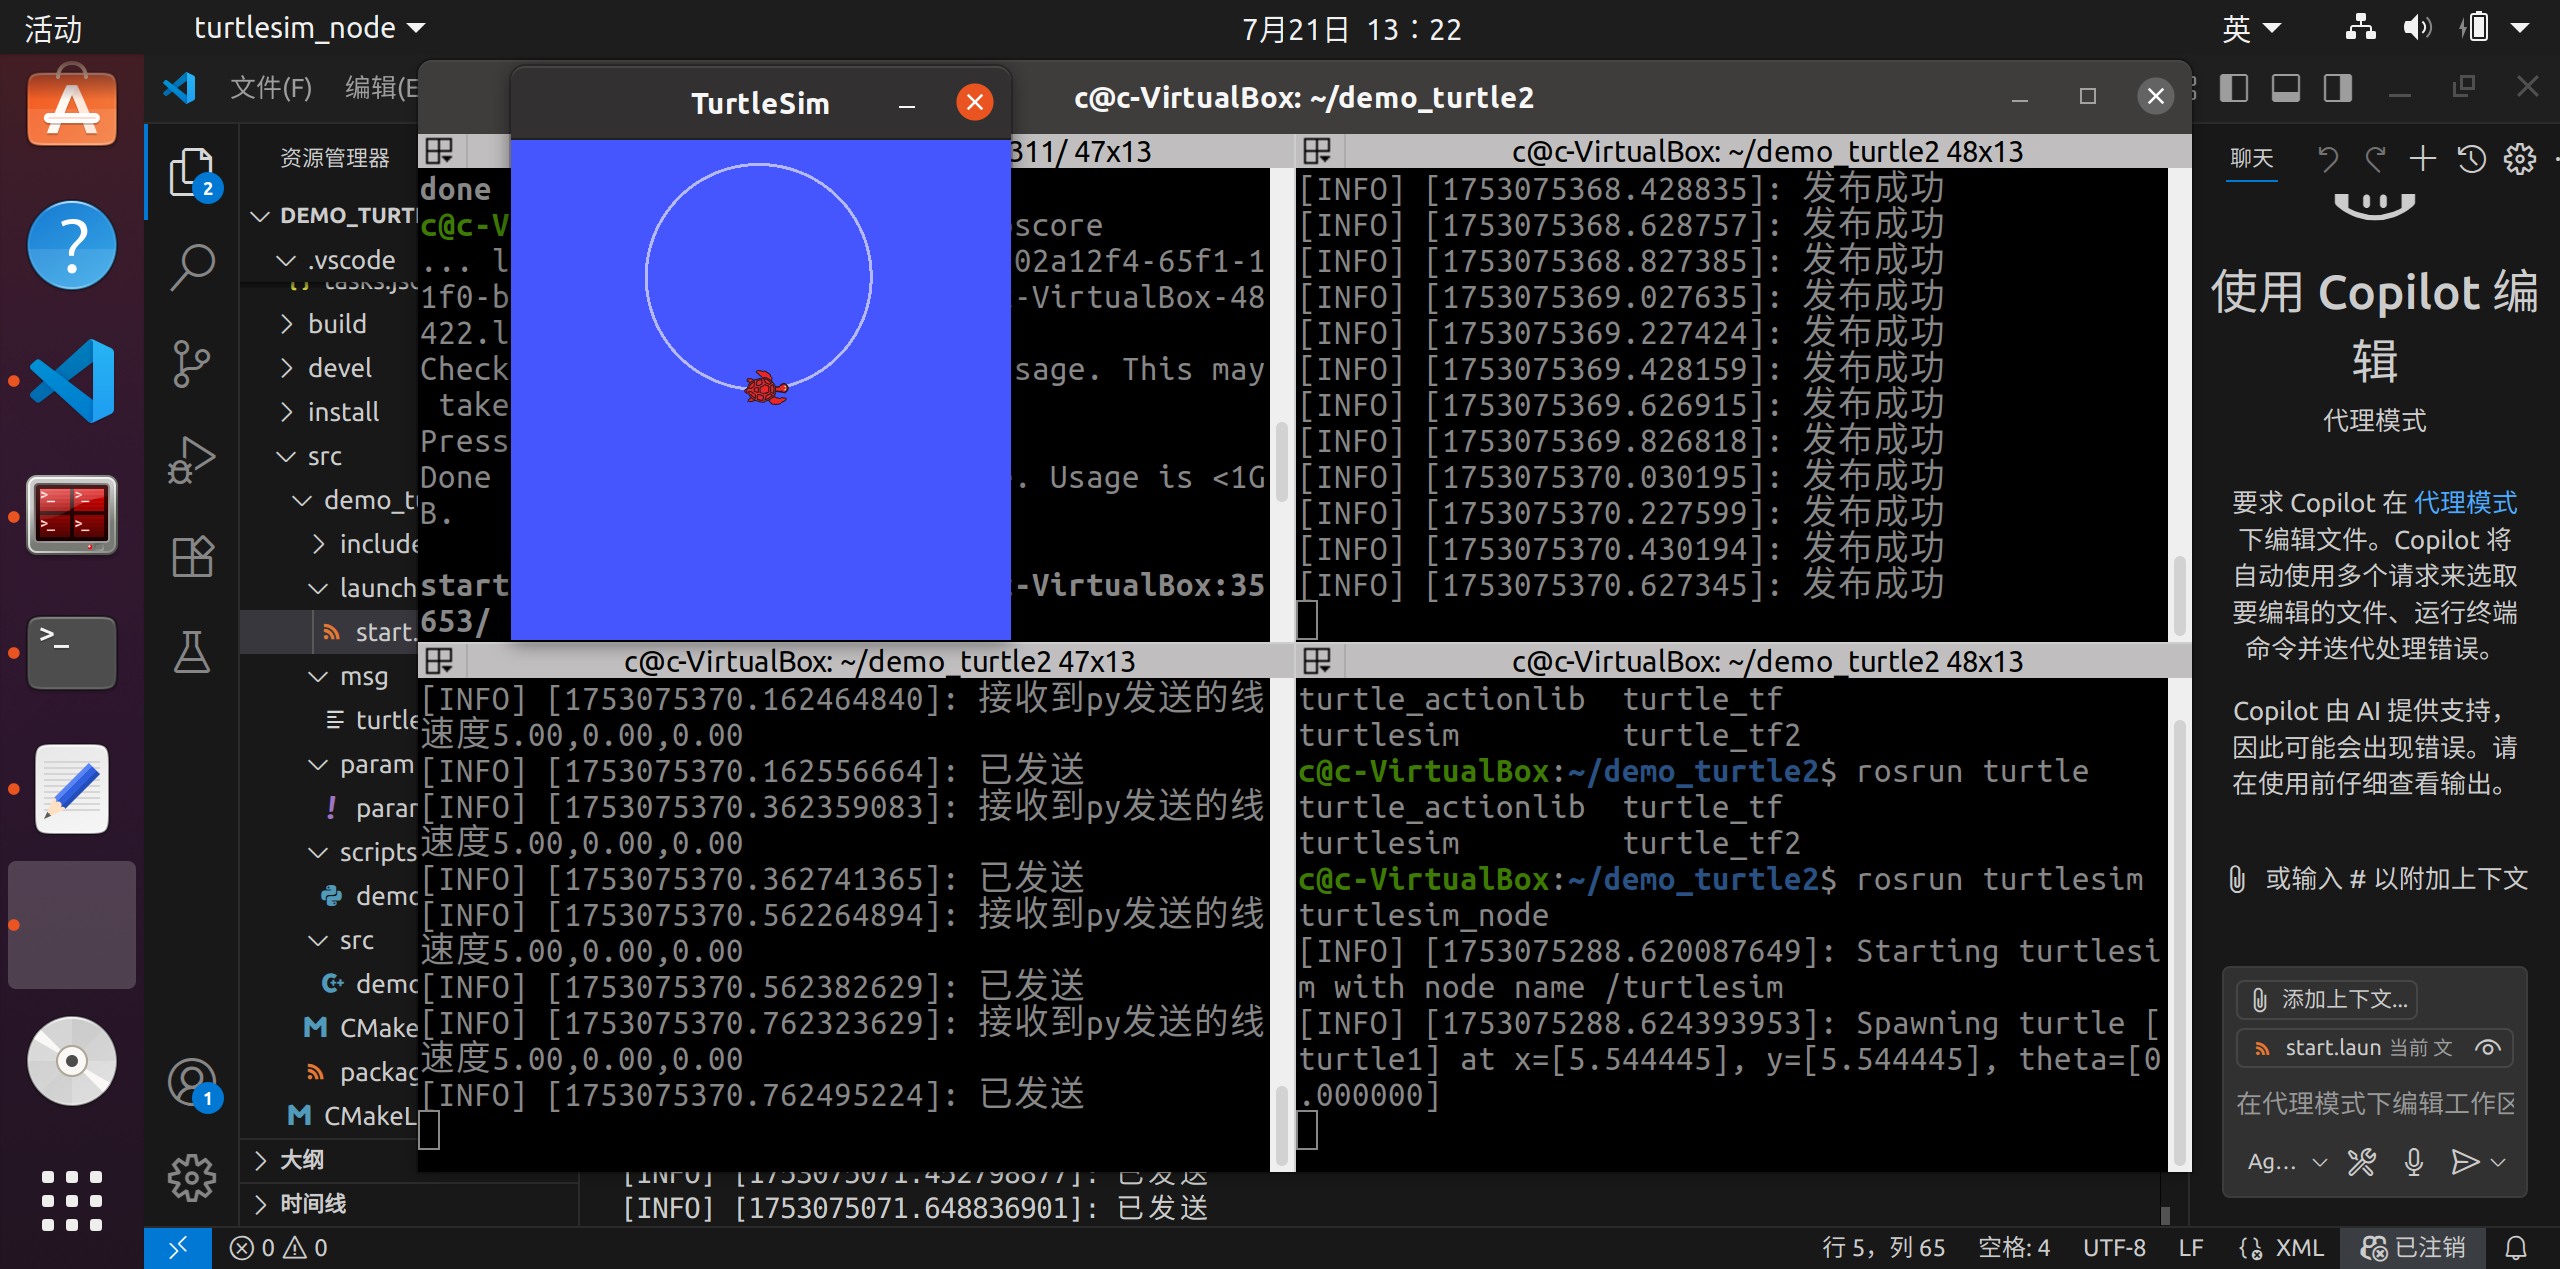 活动
turtlesim_node
7月21日 13：22
英
文件(F)
编辑(E
TurtleSim
c@c-VirtualBox: ~/demo_turtle2
资源管理器
2
DEMO_TURT
.vscode
build
devel
install
src
demo_tu
include
launch
start.
msg
turtle
param
parar
scripts
demo
src
demo
CMake
packag
CMakeL
1
大纲
时间线
311/ 47x13
done
c@c-V
score
... l
02a12f4-65f1-1
1f0-b
-VirtualBox-48
422.l
Check
sage. This may
take
Press
Done
. Usage is <1G
B.
start
-VirtualBox:35
653/
c@c-VirtualBox: ~/demo_turtle2 48x13
[INFO] [1753075368.428835]: 发布成功
[INFO] [1753075368.628757]: 发布成功
[INFO] [1753075368.827385]: 发布成功
[INFO] [1753075369.027635]: 发布成功
[INFO] [1753075369.227424]: 发布成功
[INFO] [1753075369.428159]: 发布成功
[INFO] [1753075369.626915]: 发布成功
[INFO] [1753075369.826818]: 发布成功
[INFO] [1753075370.030195]: 发布成功
[INFO] [1753075370.227599]: 发布成功
[INFO] [1753075370.430194]: 发布成功
[INFO] [1753075370.627345]: 发布成功
c@c-VirtualBox: ~/demo_turtle2 47x13
[INFO] [1753075370.162464840]: 接收到py发送的线
速度5.00,0.00,0.00
[INFO] [1753075370.162556664]: 已发送
[INFO] [1753075370.362359083]: 接收到py发送的线
速度5.00,0.00,0.00
[INFO] [1753075370.362741365]: 已发送
[INFO] [1753075370.562264894]: 接收到py发送的线
速度5.00,0.00,0.00
[INFO] [1753075370.562382629]: 已发送
[INFO] [1753075370.762323629]: 接收到py发送的线
速度5.00,0.00,0.00
[INFO] [1753075370.762495224]: 已发送
c@c-VirtualBox: ~/demo_turtle2 48x13
turtle_actionlib  turtle_tf
turtlesim         turtle_tf2
c@c-VirtualBox:~/demo_turtle2$ rosrun turtle
turtle_actionlib  turtle_tf
turtlesim         turtle_tf2
c@c-VirtualBox:~/demo_turtle2$ rosrun turtlesim
turtlesim_node
[INFO] [1753075288.620087649]: Starting turtlesi
m with node name /turtlesim
[INFO] [1753075288.624393953]: Spawning turtle [
turtle1] at x=[5.544445], y=[5.544445], theta=[0
.000000]
[INFO] [1753075071.452798877]: 已发送
[INFO] [1753075071.648836901]: 已发送
聊天
使用 Copilot 编
辑
代理模式
要求 Copilot 在 代理模式
下编辑文件。Copilot 将
自动使用多个请求来选取
要编辑的文件、运行终端
命令并迭代处理错误。
Copilot 由 AI 提供支持，
因此可能会出现错误。请
在使用前仔细查看输出。
或输入 # 以附加上下文
添加上下文...
start.laun 当前 文
在代理模式下编辑工作区
Ag...
0
0
行 5，列 65
空格: 4
UTF-8
LF
XML
已注销